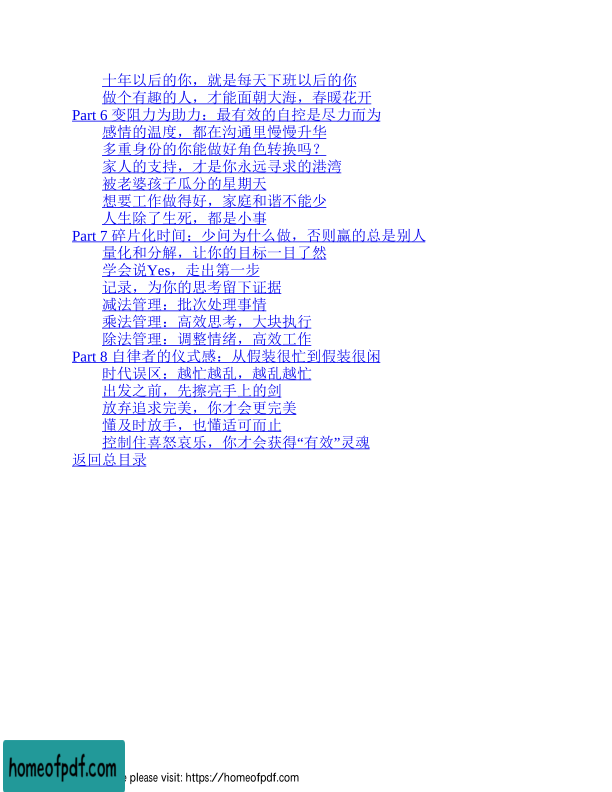 十年以后的你，就是每天下班以后的你
做个有趣的人，才能面朝大海，春暖花开
Part 6 变阻力为助力：最有效的自控是尽力而为
感情的温度，都在沟通里慢慢升华
多重身份的你能做好角色转换吗？
家人的支持，才是你永远寻求的港湾
被老婆孩子瓜分的星期天
想要工作做得好，家庭和谐不能少
人生除了生死，都是小事
Part 7 碎片化时间：少问为什么做，否则赢的总是别人
量化和分解，让你的目标一目了然
学会说Yes，走出第一步
记录，为你的思考留下证据
减法管理：批次处理事情
乘法管理：高效思考，大块执行
除法管理：调整情绪，高效工作
Part 8 自律者的仪式感：从假装很忙到假装很闲
时代误区：越忙越乱，越乱越忙
出发之前，先擦亮手上的剑
放弃追求完美，你才会更完美
懂及时放手，也懂适可而止
控制住喜怒哀乐，你才会获得“有效”灵魂
返回总目录
homeofpdf.com
e please visit: https://homeofpdf.com